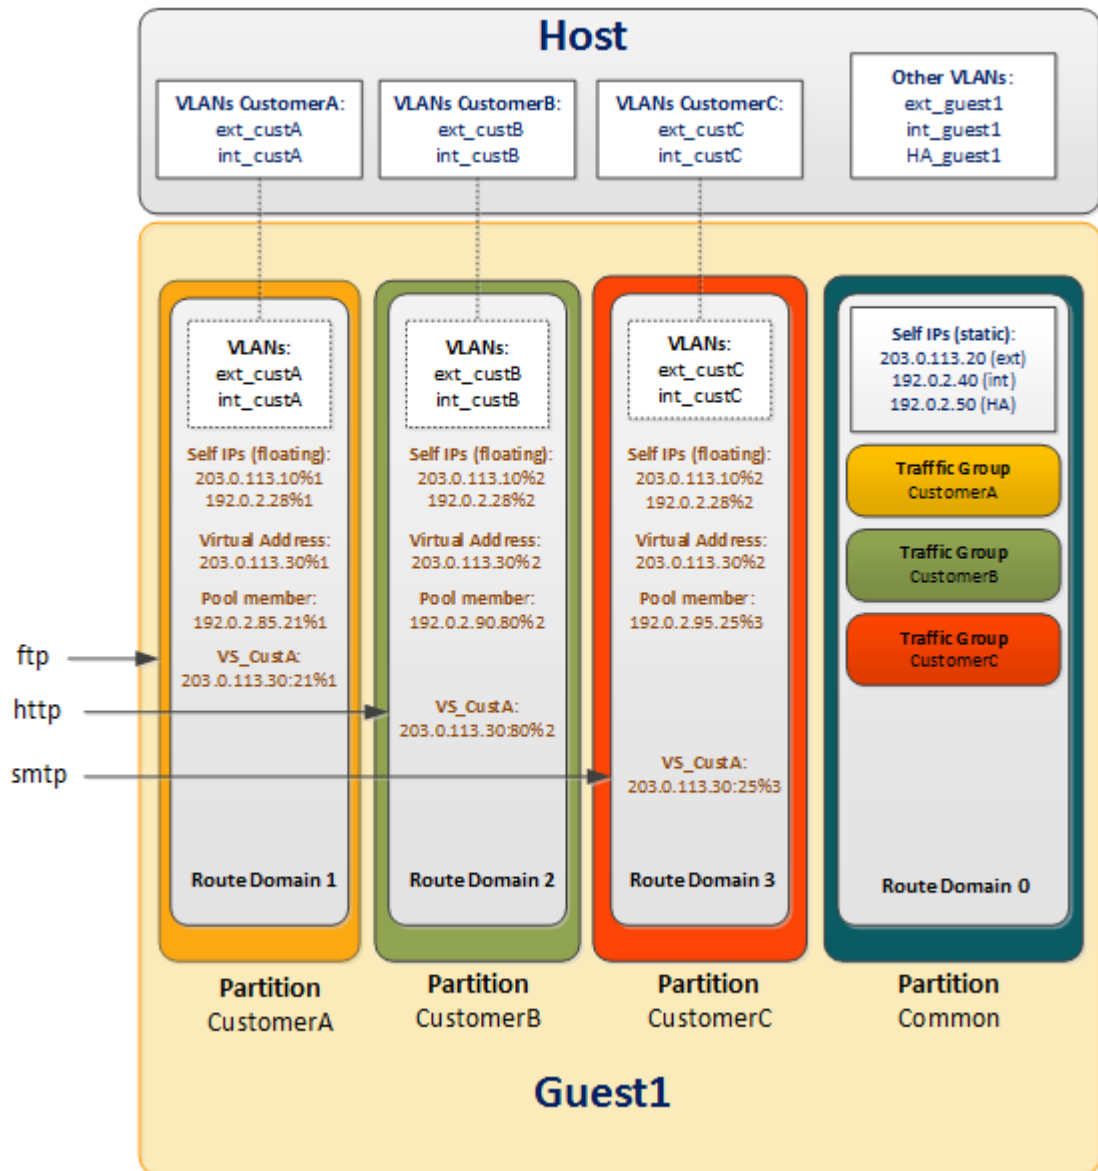 Host
VLANs CustomerA:
ext_custA
int_custA
VLANs CustomerB:
ext_custB
int_custB
VLANs CustomerC:
ext_custC
int_custC
Other VLANs:
ext_guest1
int_guest1
HA_guest1
VLANs:
ext_custA
int_custA
Self IPs (floating):
203.0.113.10%1
192.0.2.28%1
Virtual Address:
203.0.113.30%1
Pool member:
192.0.2.85.21%1
VS_CustA:
203.0.113.30:21%1
Route Domain 1
VLANs:
ext_custB
int_custB
Self IPs (floating):
203.0.113.10%2
192.0.2.28%2
Virtual Address:
203.0.113.30%2
Pool member:
192.0.2.90.80%2
VS_CustA:
203.0.113.30:80%2
Route Domain 2
VLANs:
ext_custC
int_custC
Self IPs (floating):
203.0.113.10%2
192.0.2.28%2
Virtual Address:
203.0.113.30%2
Pool member:
192.0.2.95.25%3
VS_CustA:
203.0.113.30:25%3
Route Domain 3
Self IPs (static):
203.0.113.20 (ext)
192.0.2.40 (int)
192.0.2.50 (HA)
Trafffic Group
CustomerA
Traffic Group
CustomerB
Traffic Group
CustomerC
Route Domain 0
ftp
http
smtp
Partition
CustomerA
Partition
CustomerB
Partition
CustomerC
Partition
Common
Guest1